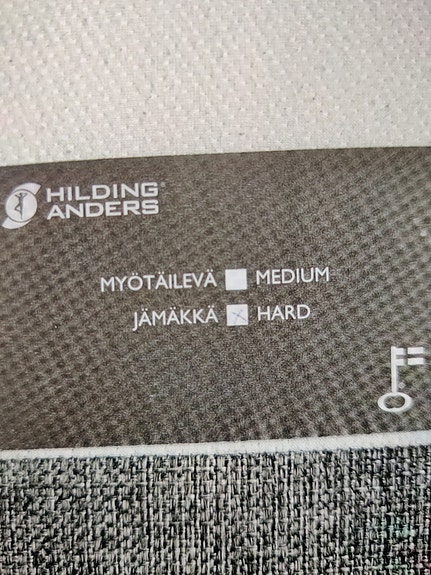 HILDING
ANDERS
MYÖTÄILEVÄ MEDIUM
JÄMÄKKÄ HARD